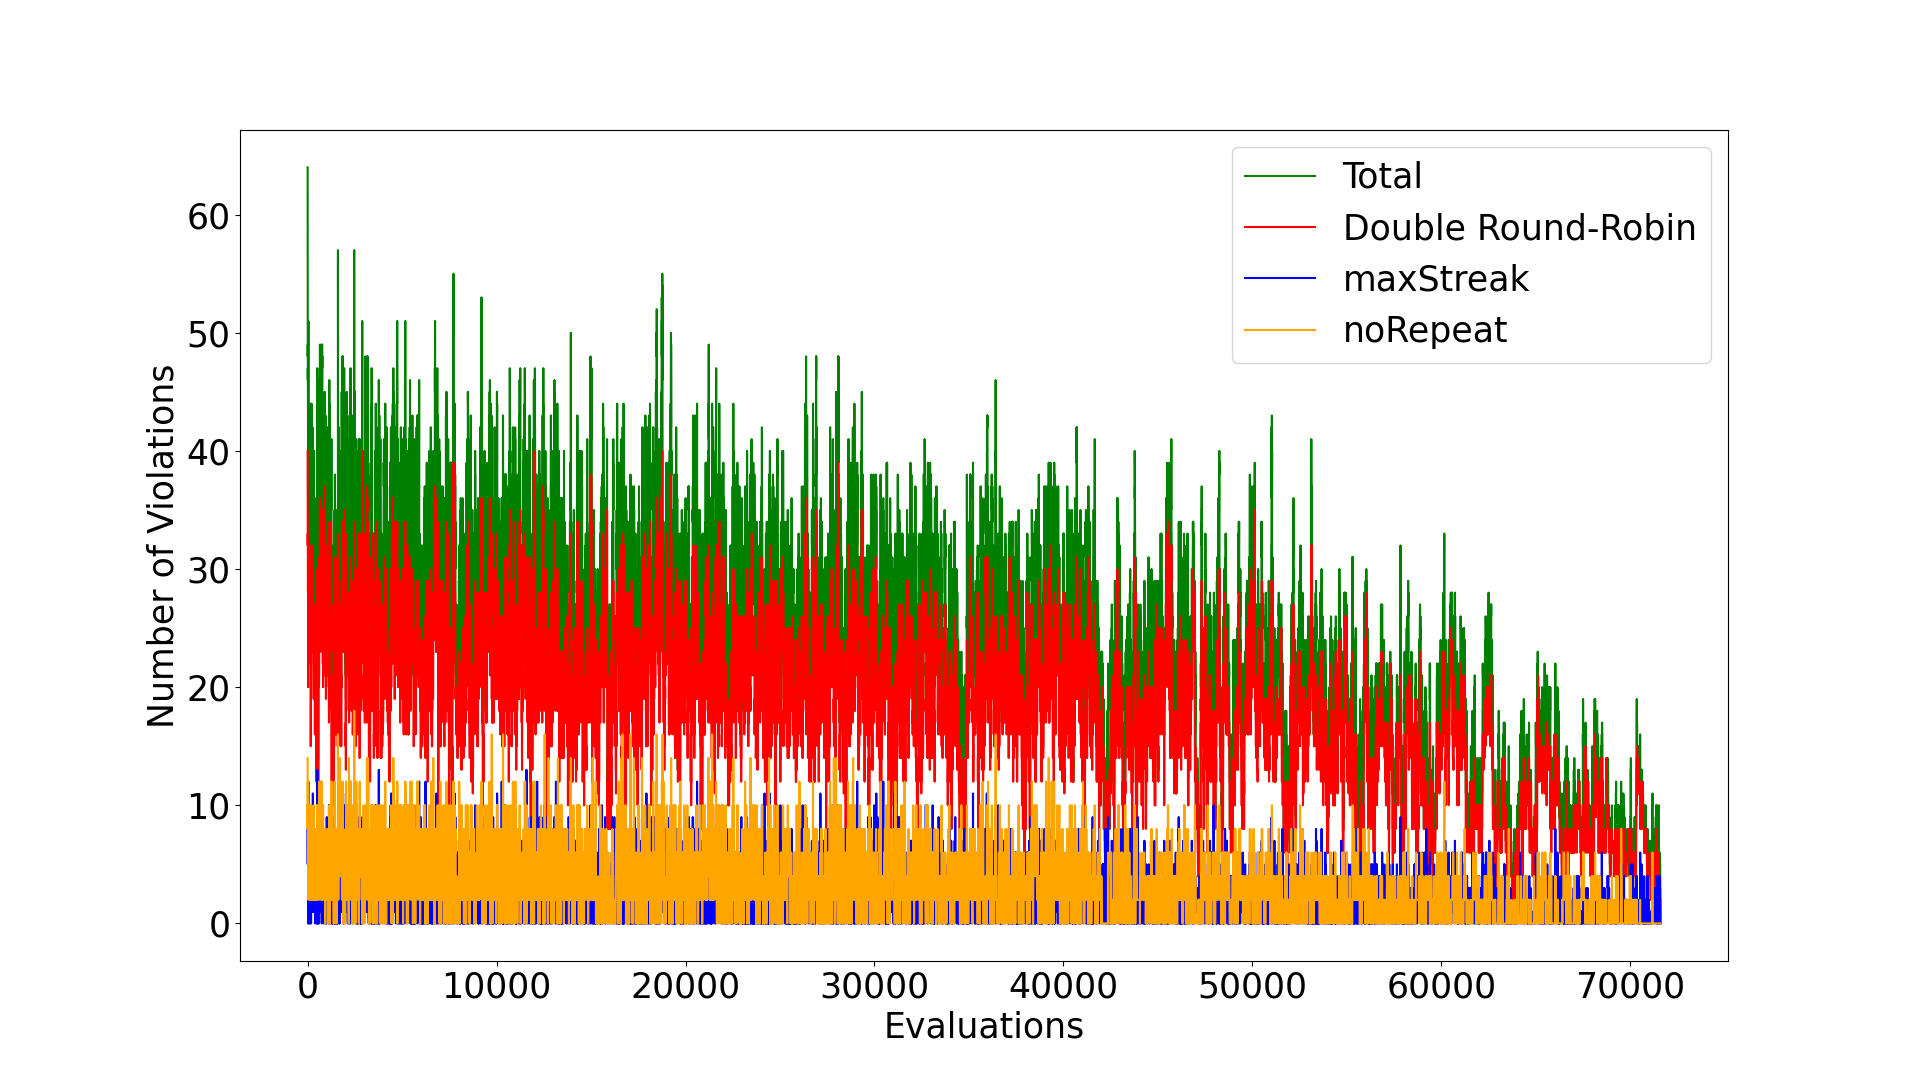 Total
Double Round-Robin
maxStreak
noRepeat
Number of Violations
60
50
40
30
20
10
0
0 10000 20000 30000 40000 50000 60000 70000
Evaluations